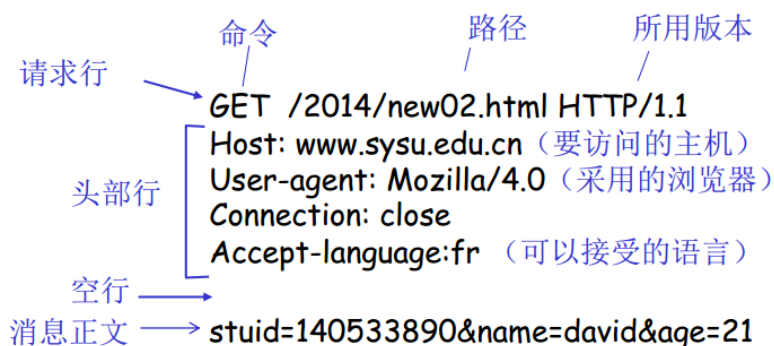 命令 路径 所用版本
请求行
GET /2014/new02.html HTTP/1.1
Host: www.sysu.edu.cn（要访问的主机）
User-agent: Mozilla/4.0（采用的浏览器）
头部行
Connection: close
Accept-language:fr （可以接受的语言）
空行
消息正文 stuid=140533890&name=david&age=21